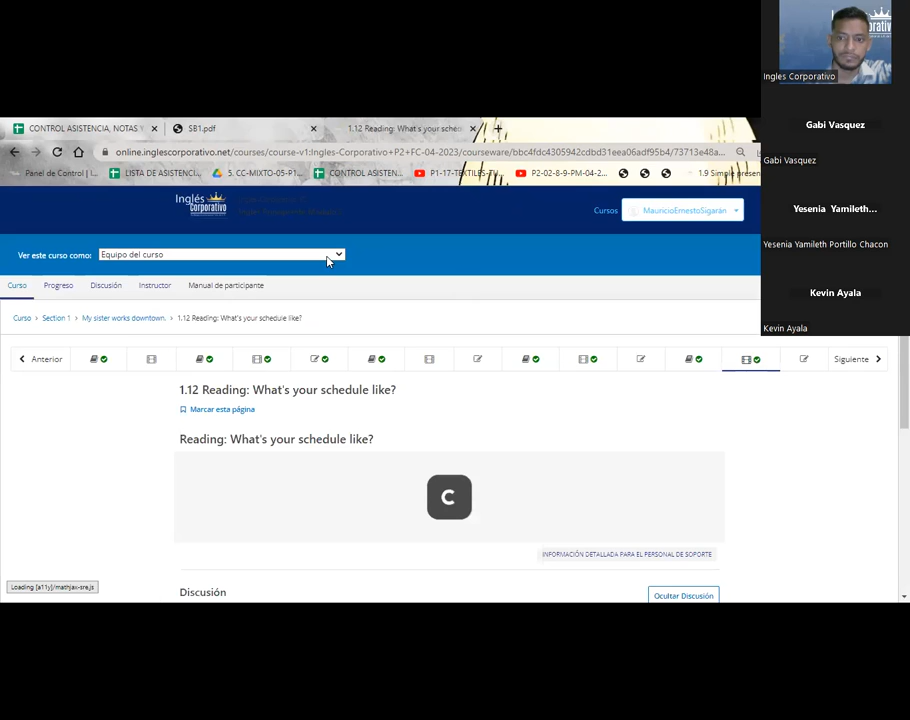 Ingles Corporativo
Gabi Vasquez
Gabi Vasquez
Yesenia Yamileth...
Yesenia Yamileth Portillo Chacon
Kevin Ayala
Kevin Ayala
CONTROL ASISTENCIA, NOTAS Y
SB1.pdf
1.12 Reading: What's your sched
online.inglescorporativo.net/courses/course-v1:Ingles-Corporativo+P2+FC-04-2023/courseware/bbc4fdc4305942cdbd31eea06adf95b4/73713e48a...
Panel de Control | I...
LISTA DE ASISTENCI...
5. CC-MIXTO-05-P1...
CONTROL ASISTEN...
P1-17-TEXTILES-TV...
P2-02-8-9-PM-04-2...
1.9 Simple presen
Inglés
Corporativo
Cursos
MauricioErnestoSigarán
Ver este curso como:
Equipo del curso
Curso
Progreso
Discusión
Instructor
Manual de participante
Curso
Section 1
My sister works downtown.
1.12 Reading: What's your schedule like?
Anterior
Siguiente
1.12 Reading: What's your schedule like?
Marcar esta página
Reading: What's your schedule like?
C
INFORMACIÓN DETALLADA PARA EL PERSONAL DE SOPORTE
Loading [a11y]/mathjax-sre.js
Discusión
Ocultar Discusión